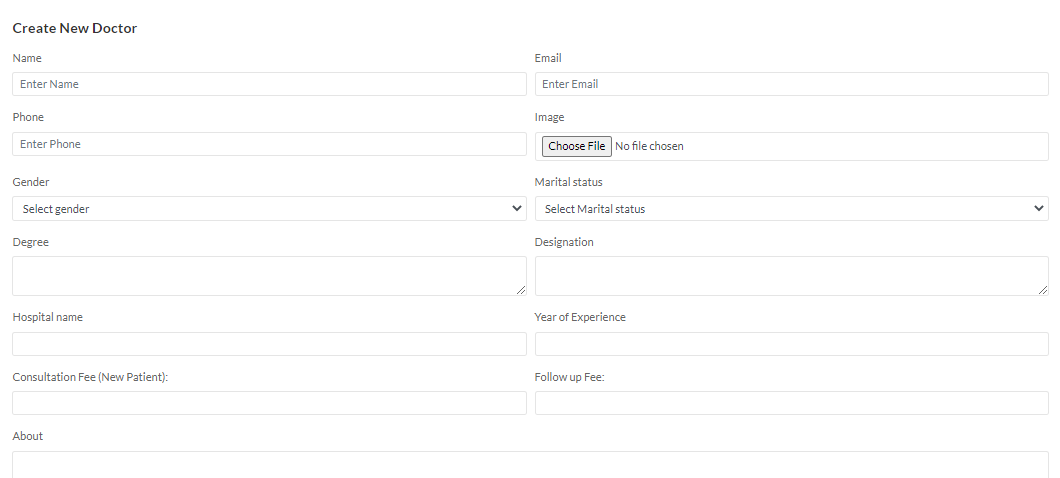 Create New Doctor
Name Email
Enter Name Enter Email
Phone Image
Enter Phone Choose File No file chosen
Gender Marital status
Select gender Select Marital status
Degree Designation
Hospital name Year of Experience
Consultation Fee (New Patient): Follow up Fee:
About